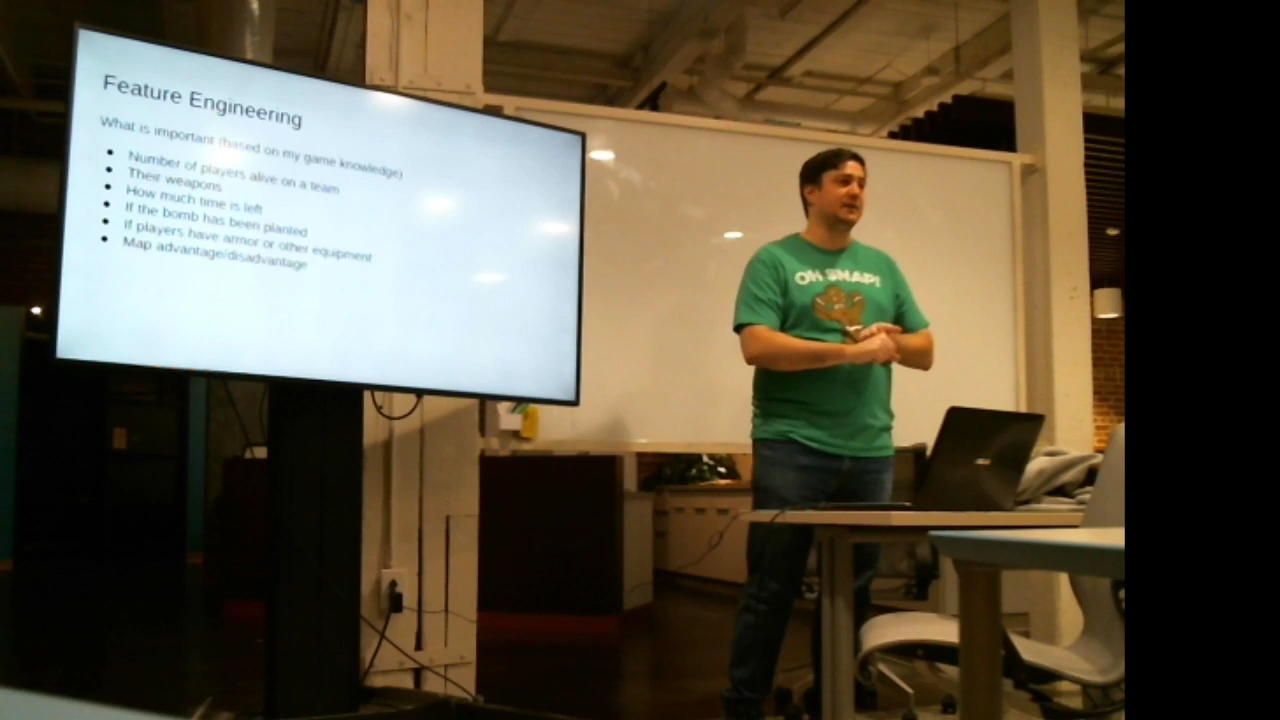 Feature Engineering
What is important (based on my game knowledge)
• Number of players alive on a team
• Their weapons
• How much time is left
• If the bomb has been planted
• If players have armor or other equipment
• Map advantage/disadvantage
OH SNAP!